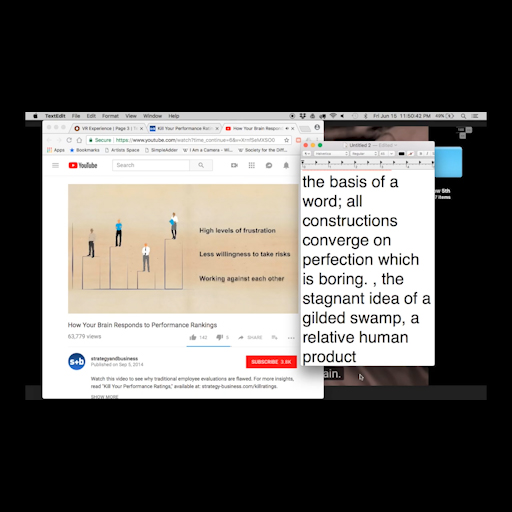 TextEdit File Edit Format View Window Help
Fri Jun 15 11:50:42 PM 49%
VR Experience | Page 3 | T
Kill Your Performance Rating
How Your Brain Respond
Secure https://www.youtube.com/watch?time_continue=
Apps Bookmarks Artists Space SimpleAdder I Am a Camera - Wi Society for the Diff
YouTube
Search
Untitled 2
High levels of frustration
Less willingness to take risks
Working against each other
the basis of a
word; all
constructions
converge on
perfection which
is boring. , the
stagnant idea of a
gilded swamp, a
relative human
product
How Your Brain Responds to Performance Rankings
63,779 views
142
6
SHARE
s+b
strategyandbusiness
Published on Sep 5, 2014
SUBSCRIBE
Watch this video to see why traditional employee evaluations are flawed. For more insights,
read "Kill Your Performance Ratings," available at: strategy-business.com/killratings.
SHOW MORE
ain.